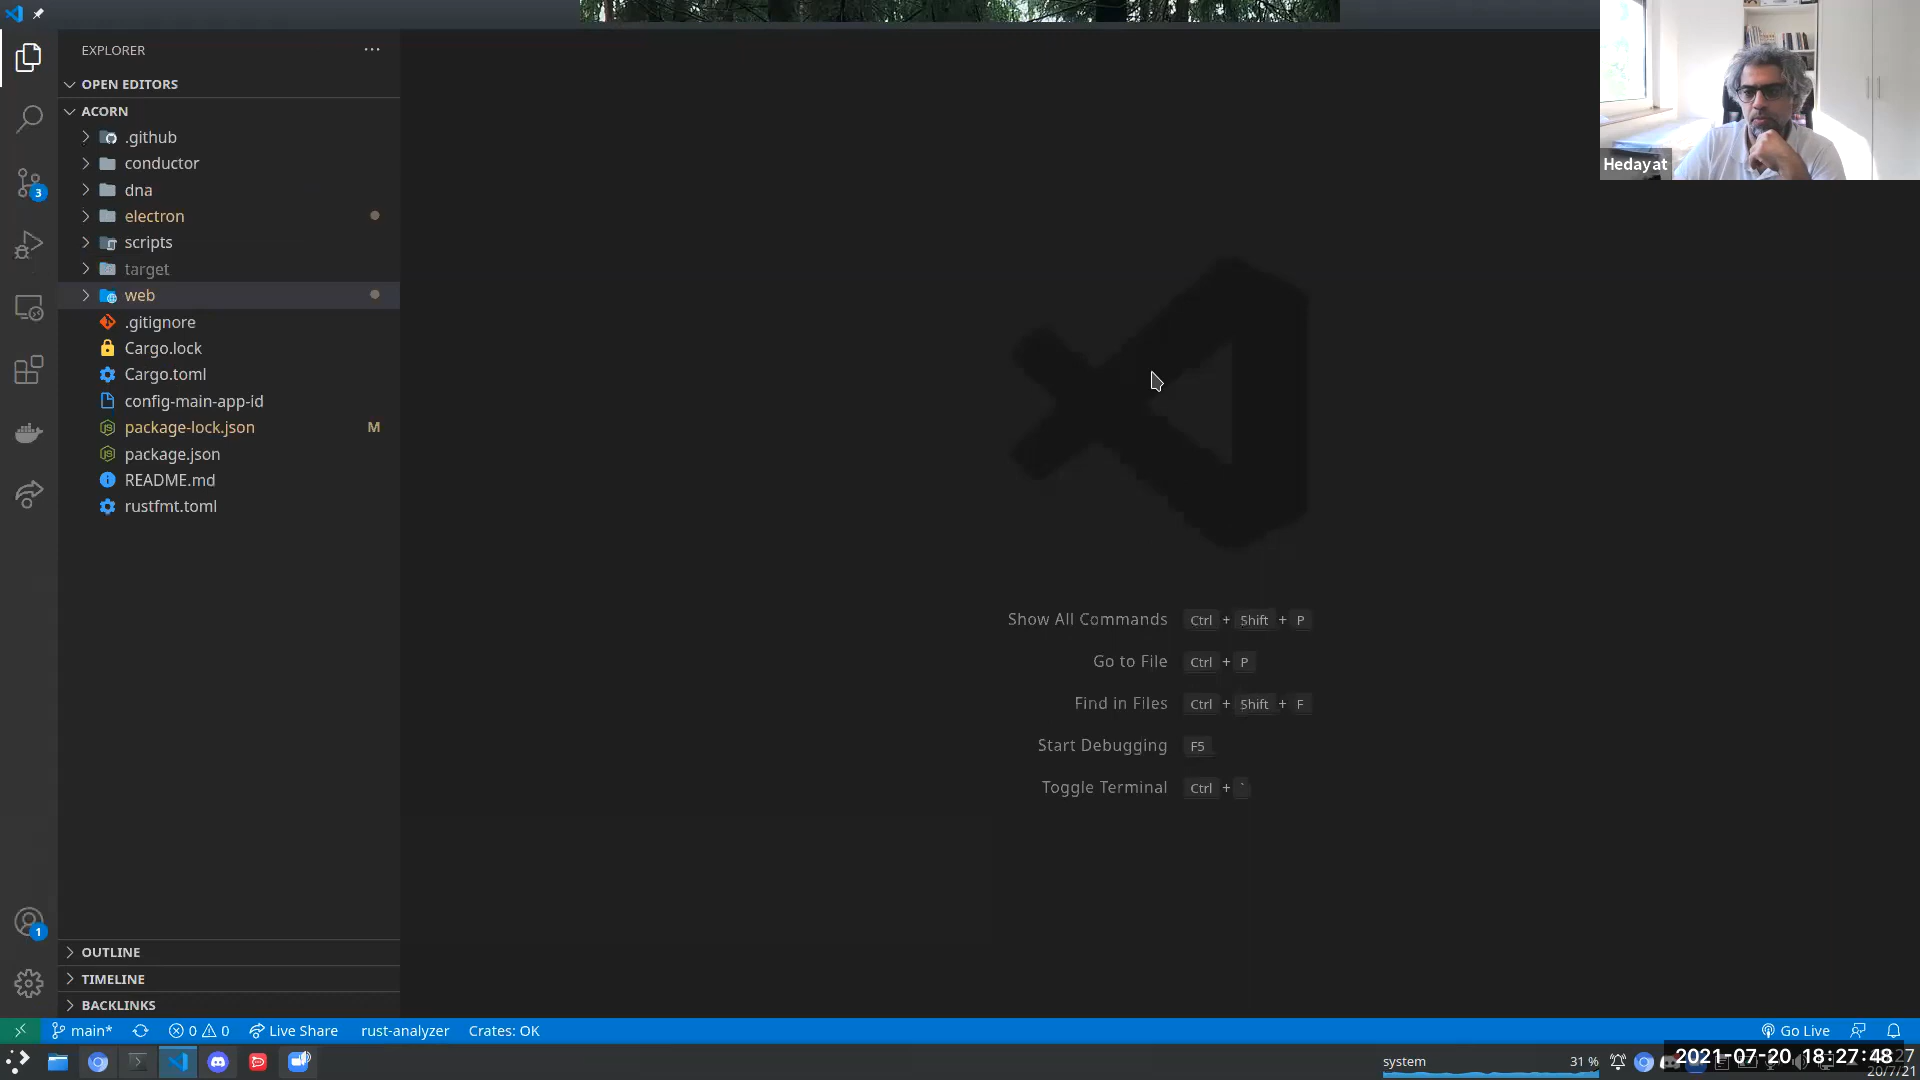 EXPLORER
OPEN EDITORS
ACORN
.github
conductor
dna
electron
scripts
target
web
.gitignore
Cargo.lock
Cargo.toml
config-main-app-id
package-lock.json M
package.json
README.md
rustfmt.toml
3
1
Hedayat
Show All Commands Ctrl + Shift + P
Go to File Ctrl + P
Find in Files Ctrl + Shift + F
Start Debugging F5
Toggle Terminal Ctrl + `
OUTLINE
TIMELINE
BACKLINKS
main* 0 0 Live Share rust-analyzer Crates: OK Go Live
system 31 % 2021-07-20 18:27:48 27
20/7/21